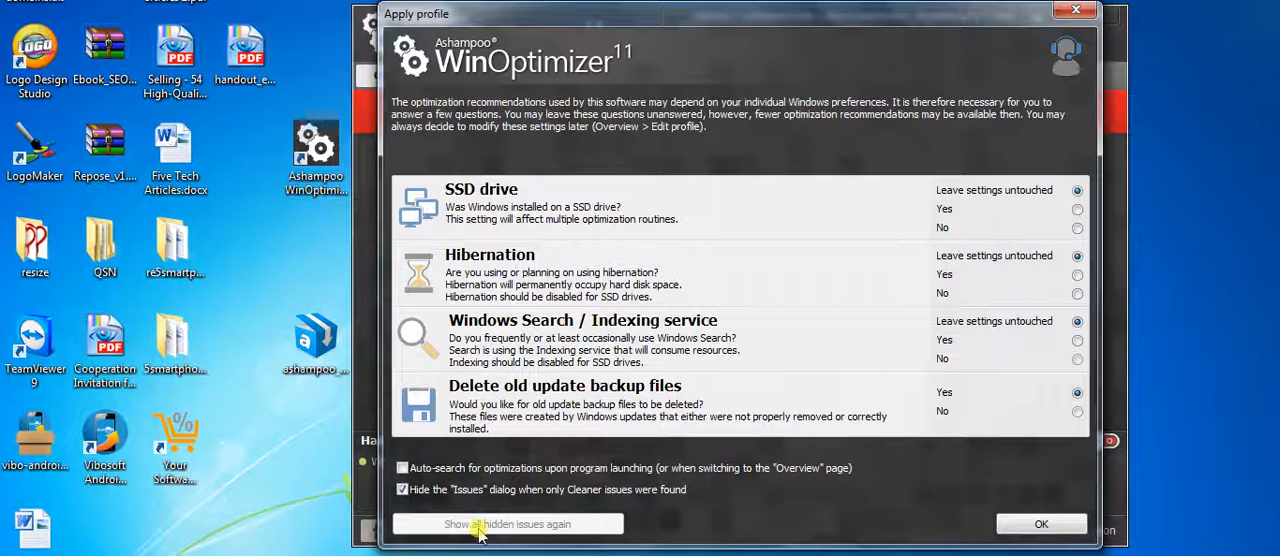 Apply profile
Ashampoo®
WinOptimizer 11
The optimization recommendations used by this software may depend on your individual Windows preferences. It is therefore necessary for you to
answer a few questions. You may leave these questions unanswered, however, fewer optimization recommendations may be available then. You may
always decide to modify these settings later (Overview > Edit profile).
SSD drive
Was Windows installed on a SSD drive?
This setting will affect multiple optimization routines.
Leave settings untouched
Yes
No
Hibernation
Are you using or planning on using hibernation?
Hibernation will permanently occupy hard disk space.
Hibernation should be disabled for SSD drives.
Leave settings untouched
Yes
No
Windows Search / Indexing service
Do you frequently or at least occasionally use Windows Search?
Search is using the Indexing service that will consume resources.
Indexing should be disabled for SSD drives.
Leave settings untouched
Yes
No
Delete old update backup files
Would you like for old update backup files to be deleted?
These files were created by Windows updates that either were not properly removed or correctly
installed.
Yes
No
Auto-search for optimizations upon program launching (or when switching to the "Overview" page)
Hide the "Issues" dialog when only Cleaner issues were found
Show all hidden issues again
OK
LOGO
Logo Design
Studio
Ebook_SEO...
PDF
Selling - 54
High-Quali...
PDF
handout_e...
LogoMaker
Repose_v1....
Five Tech
Articles.docx
Ashampoo
WinOptimi...
resize
QSN
re5smartp...
TeamViewer
9
PDF
Cooperation
Invitation f...
5smartpho...
ashampoo_...
vibo-androi...
Vibosoft
Androi...
Your
Softwa...